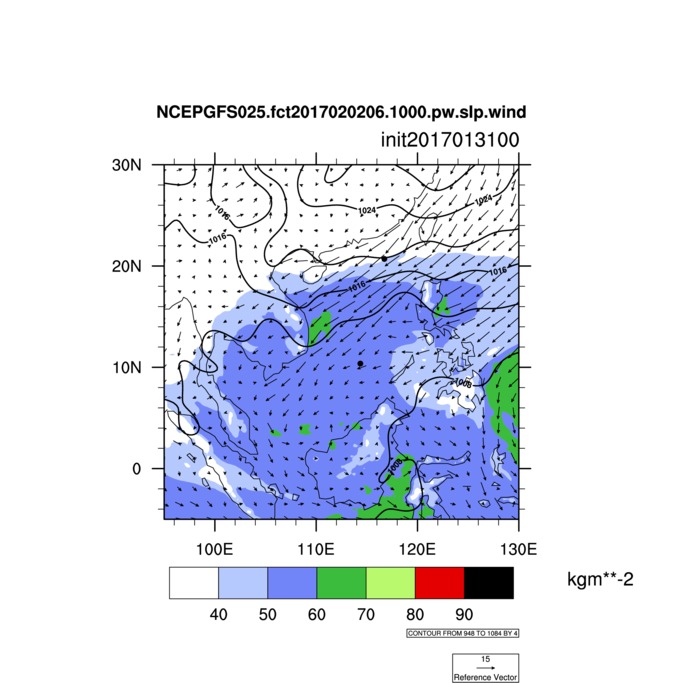 NCEPGFS025.fct2017020206.1000.pw.slp.wind
init2017013100
30N
20N
10N
0
1016
1016
1024
1024
1016
1016
1008
1008
100E 110E 120E 130E
kgm**-2
40 50 60 70 80 90
CONTOUR FROM 948 TO 1084 BY 4
15
Reference Vector